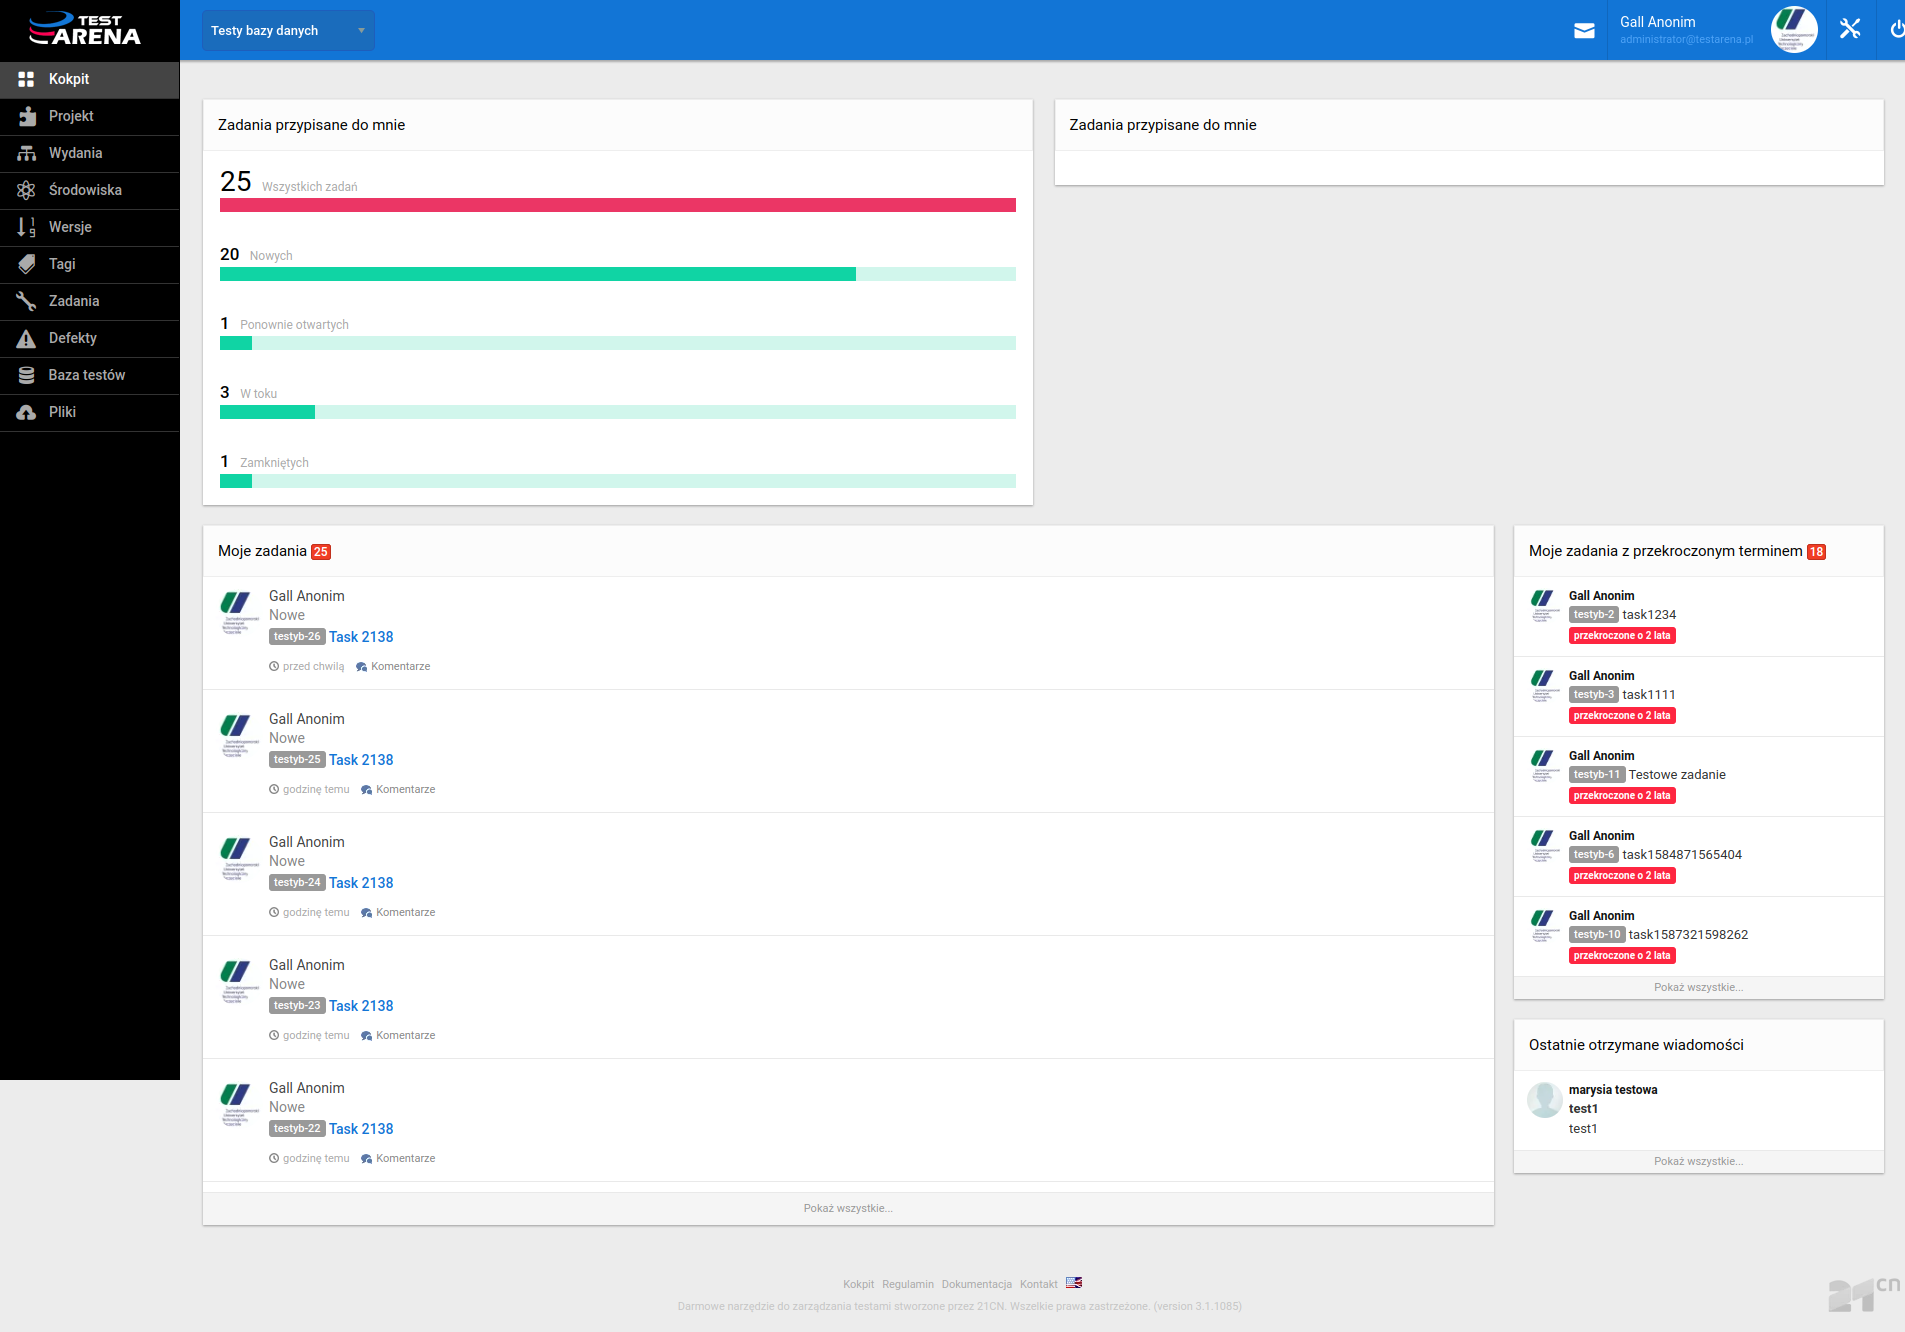 TEST
ARENA
Testy bazy danych
Gall Anonim
administrator@testarena.pl
Kokpit
Projekt
Wydania
Środowiska
Wersje
Tagi
Zadania
Defekty
Baza testów
Pliki
Zadania przypisane do mnie
25 Wszystkich zadań
20 Nowych
1 Ponownie otwartych
3 W toku
1 Zamkniętych
Zadania przypisane do mnie
Moje zadania 25
Gall Anonim
Nowe
testyb-26 Task 2138
przed chwilą Komentarze
Gall Anonim
Nowe
testyb-25 Task 2138
godzinę temu Komentarze
Gall Anonim
Nowe
testyb-24 Task 2138
godzinę temu Komentarze
Gall Anonim
Nowe
testyb-23 Task 2138
godzinę temu Komentarze
Gall Anonim
Nowe
testyb-22 Task 2138
godzinę temu Komentarze
Pokaż wszystkie...
Moje zadania z przekroczonym terminem 18
Gall Anonim
testyb-2 task1234
przekroczone o 2 lata
Gall Anonim
testyb-3 task1111
przekroczone o 2 lata
Gall Anonim
testyb-11 Testowe zadanie
przekroczone o 2 lata
Gall Anonim
testyb-6 task1584871565404
przekroczone o 2 lata
Gall Anonim
testyb-10 task1587321598262
przekroczone o 2 lata
Pokaż wszystkie...
Ostatnie otrzymane wiadomości
marysia testowa
test1
test1
Pokaż wszystkie...
Kokpit Regulamin Dokumentacja Kontakt
Darmowe narzędzie do zarządzania testami stworzone przez 21CN. Wszelkie prawa zastrzeżone. (version 3.1.1085)
21cn